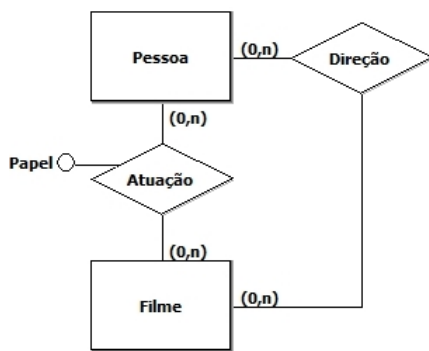 Pessoa
(0,n)
Direção
(0,n)
Papel
Atuação
(0,n)
Filme
(0,n)